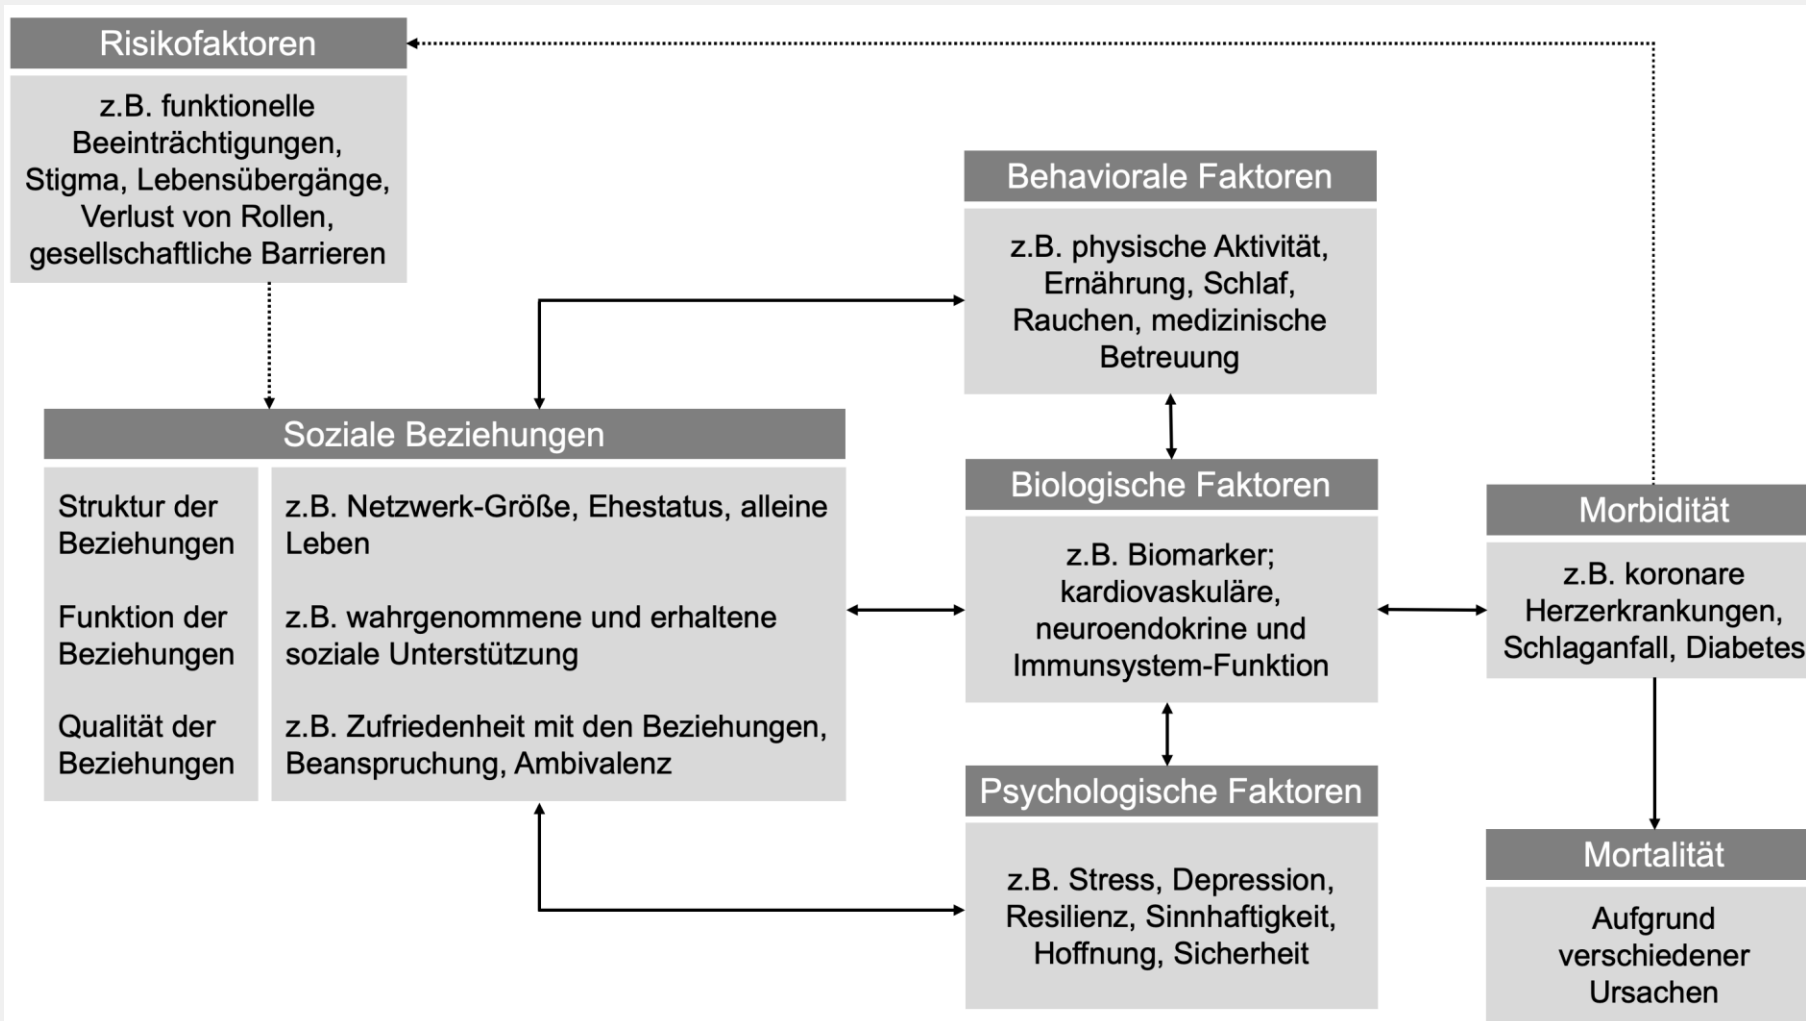 Risikofaktoren
z.B. funktionelle
Beeinträchtigungen,
Stigma, Lebensübergänge,
Verlust von Rollen,
gesellschaftliche Barrieren
Behaviorale Faktoren
z.B. physische Aktivität,
Ernährung, Schlaf,
Rauchen, medizinische
Betreuung
Soziale Beziehungen
Struktur der
Beziehungen
z.B. Netzwerk-Größe, Ehestatus, alleine
Leben
Funktion der
Beziehungen
z.B. wahrgenommene und erhaltene
soziale Unterstützung
Qualität der
Beziehungen
z.B. Zufriedenheit mit den Beziehungen,
Beanspruchung, Ambivalenz
Biologische Faktoren
z.B. Biomarker;
kardiovaskuläre,
neuroendokrine und
Immunsystem-Funktion
Psychologische Faktoren
z.B. Stress, Depression,
Resilienz, Sinnhaftigkeit,
Hoffnung, Sicherheit
Morbidität
z.B. koronare
Herzerkrankungen,
Schlaganfall, Diabetes
Mortalität
Aufgrund
verschiedener
Ursachen